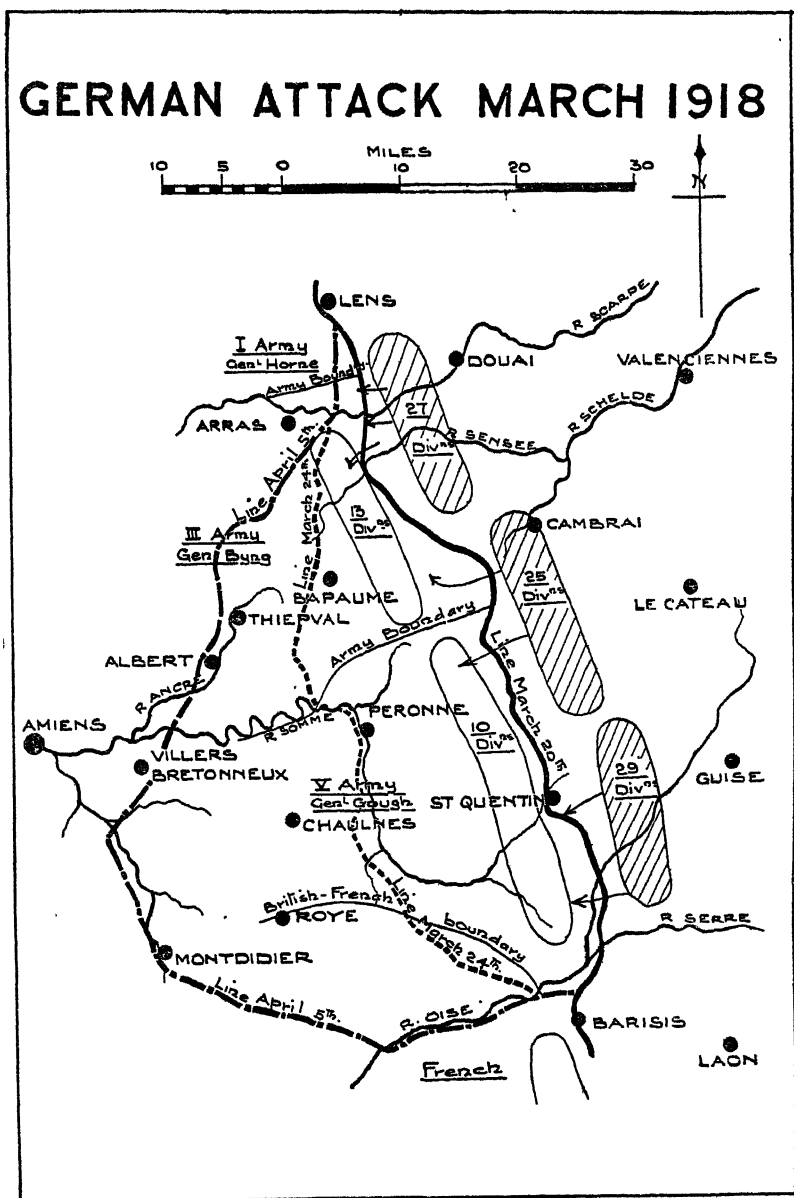 GERMAN ATTACK MARCH 1918
MILES
10 5 0 10 20 30
N
LENS
R SCARPE
I Army
Genl Horne
DOUAI
VALENCIENNES
Army Boundy.
27
Divns
ARRAS
R SCHELDE
R SENSEE
Line April 5th.
Line March 24th.
13
Divns
III Army
Gen Byng
CAMBRAI
25
Divns
BAPAUME
LE CATEAU
THIEPVAL
Army Boundary
ALBERT
Line March 20th
R ANCRE
AMIENS
R SOMME
PERONNE
10
Divns
VILLERS
BRETONNEUX
29
Divns
GUISE
V Army
Genl Gough
ST QUENTIN
CHAULNES
British-French
boundary
Line
March 24th.
ROYE
R SERRE
MONTDIDIER
Line April 5th.
R. OISE
BARISIS
LAON
French